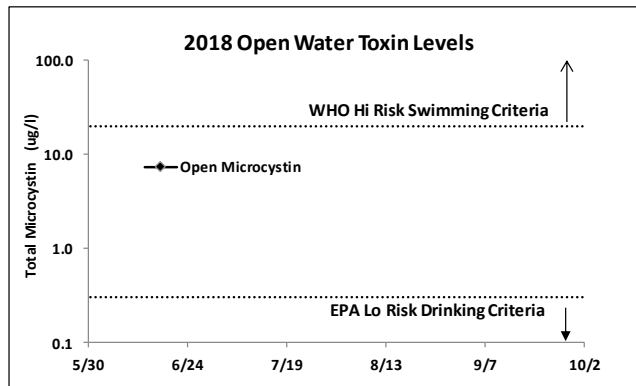 2018 Open Water Toxin Levels
100.0
WHO Hi Risk Swimming Criteria
10.0
Open Microcystin
Total Microcystin (ug/l)
1.0
EPA Lo Risk Drinking Criteria
0.1
5/30 6/24 7/19 8/13 9/7 10/2